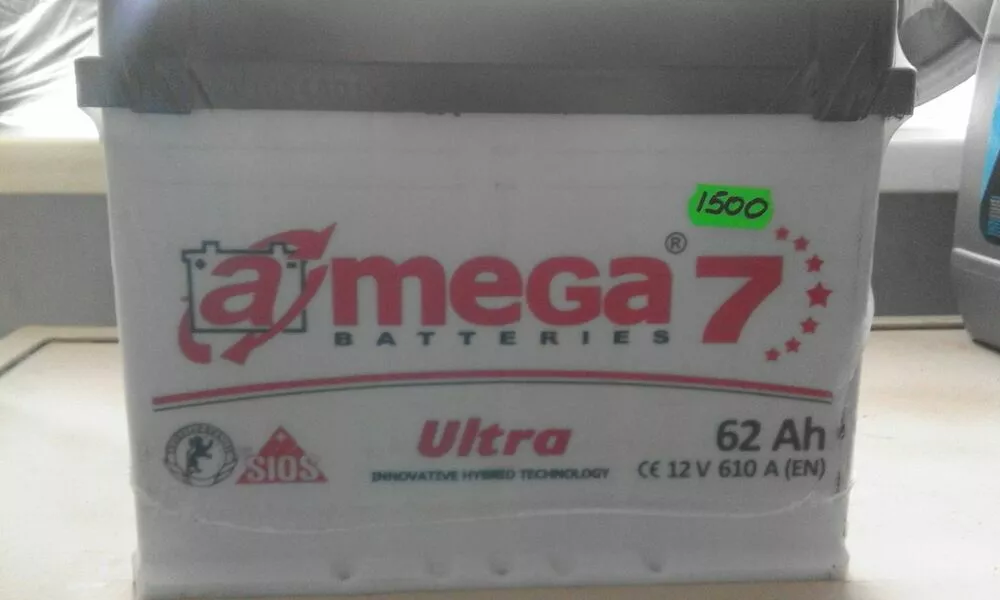 1500
a mega® 7
BATTERIES
Ultra
INNOVATIVE HYBRID TECHNOLOGY
SIOS
62 Ah
CE 12 V 610 A (EN)